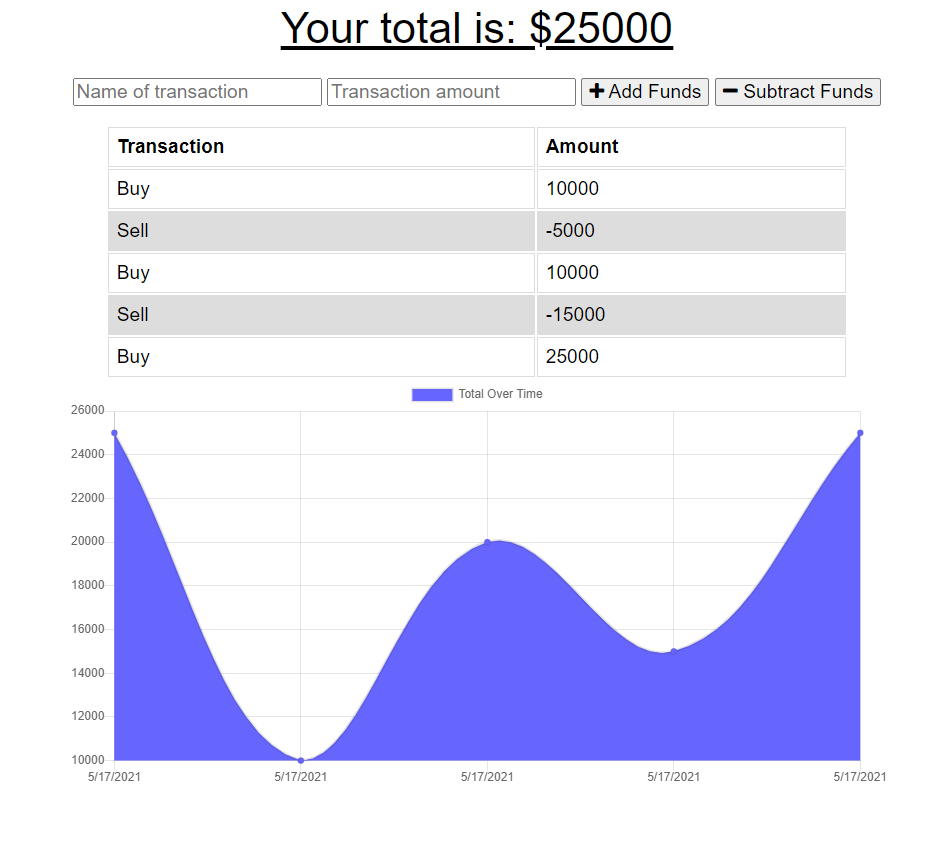 Your total is: $25000
Name of transaction Transaction amount Add Funds Subtract Funds
Transaction Amount
Buy 10000
Sell -5000
Buy 10000
Sell -15000
Buy 25000
Total Over Time
26000
24000
22000
20000
18000
16000
14000
12000
10000
5/17/2021 5/17/2021 5/17/2021 5/17/2021 5/17/2021